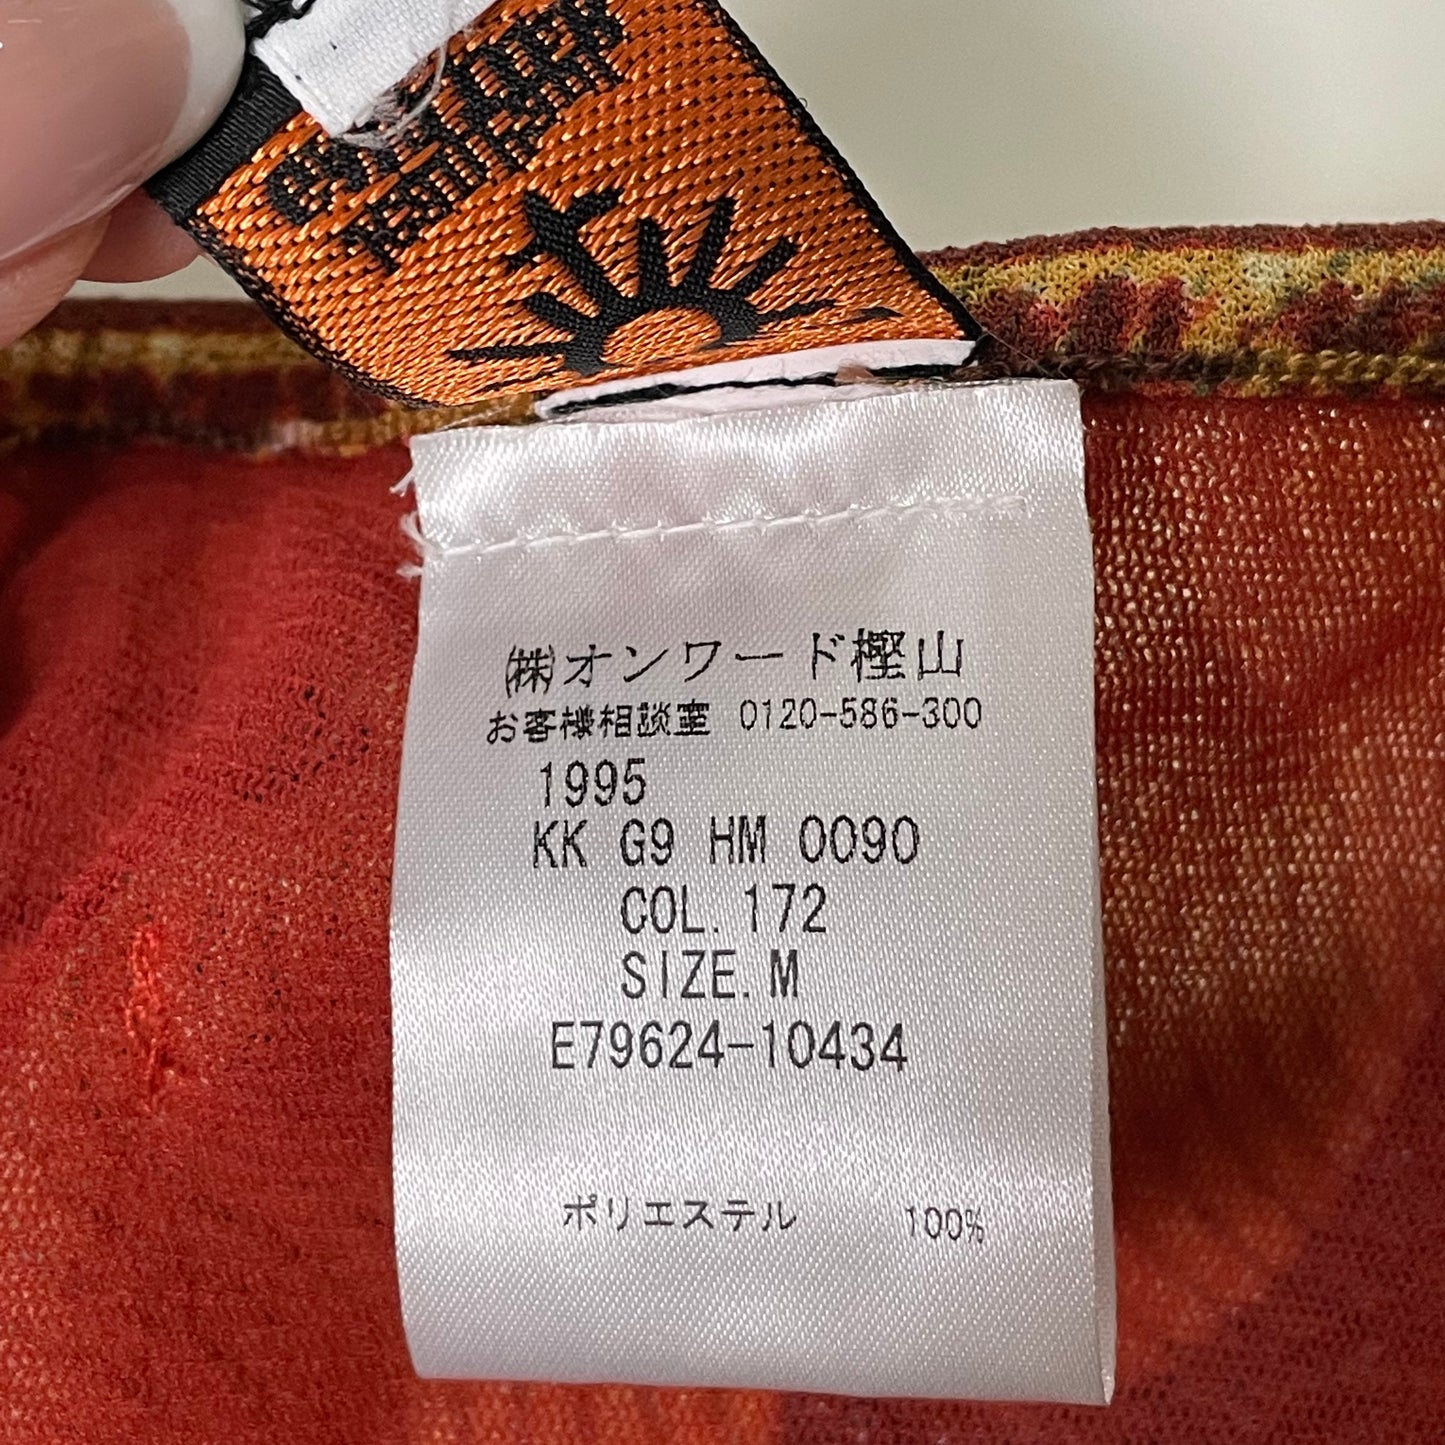 ㈱オンワード樫山
お客様相談室 0120-586-300
1995
KK G9 HM 0090
COL.172
SIZE.M
E79624-10434
ポリエステル 100%